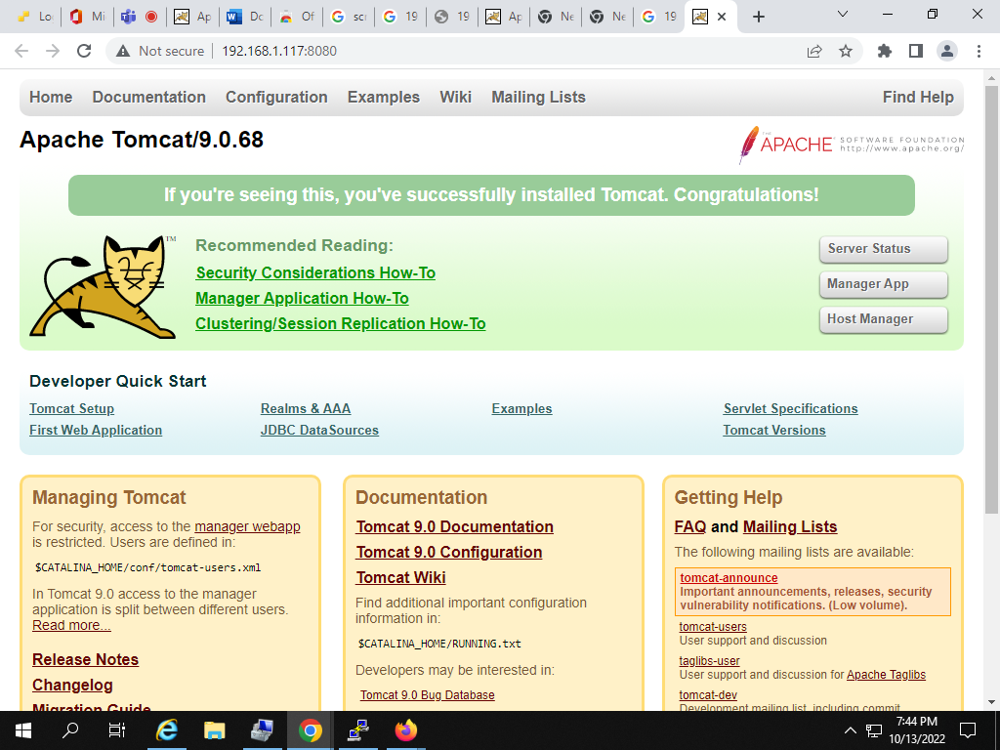 Lo
Mi
Ap
Do
Of
scr
19
19
Ap
Ne
Ne
19
Not secure
192.168.1.117:8080
Home Documentation Configuration Examples Wiki Mailing Lists Find Help
Apache Tomcat/9.0.68
THE
APACHE
SOFTWARE FOUNDATION
http://www.apache.org/
If you're seeing this, you've successfully installed Tomcat. Congratulations!
TM
Recommended Reading:
Security Considerations How-To
Manager Application How-To
Clustering/Session Replication How-To
Server Status
Manager App
Host Manager
Developer Quick Start
Tomcat Setup
First Web Application
Realms & AAA
JDBC DataSources
Examples
Servlet Specifications
Tomcat Versions
Managing Tomcat
For security, access to the manager webapp
is restricted. Users are defined in:
$CATALINA_HOME/conf/tomcat-users.xml
In Tomcat 9.0 access to the manager
application is split between different users.
Read more...
Release Notes
Changelog
Migration Guide
Documentation
Tomcat 9.0 Documentation
Tomcat 9.0 Configuration
Tomcat Wiki
Find additional important configuration
information in:
$CATALINA_HOME/RUNNING.txt
Developers may be interested in:
Tomcat 9.0 Bug Database
Getting Help
FAQ and Mailing Lists
The following mailing lists are available:
tomcat-announce
Important announcements, releases, security
vulnerability notifications. (Low volume).
tomcat-users
User support and discussion
taglibs-user
User support and discussion for Apache Taglibs
tomcat-dev
Development mailing list, including commit
7:44 PM
10/13/2022